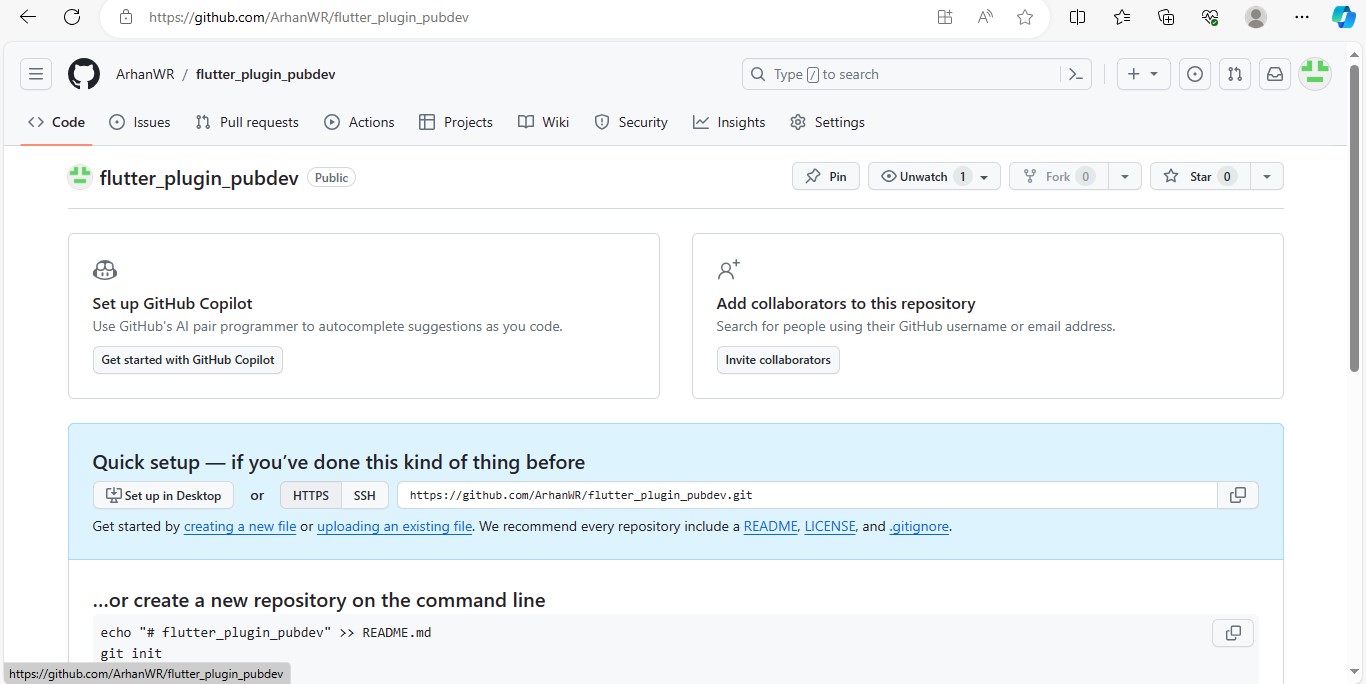 https://github.com/ArhanWR/flutter_plugin_pubdev
ArhanWR / flutter_plugin_pubdev
Type / to search
Code Issues Pull requests Actions Projects Wiki Security Insights Settings
flutter_plugin_pubdev Public
Pin Unwatch 1 Fork 0 Star 0
Set up GitHub Copilot
Use GitHub's AI pair programmer to autocomplete suggestions as you code.
Get started with GitHub Copilot
Add collaborators to this repository
Search for people using their GitHub username or email address.
Invite collaborators
Quick setup — if you’ve done this kind of thing before
Set up in Desktop or HTTPS SSH https://github.com/ArhanWR/flutter_plugin_pubdev.git
Get started by creating a new file or uploading an existing file. We recommend every repository include a README, LICENSE, and .gitignore.
…or create a new repository on the command line
echo "# flutter_plugin_pubdev" >> README.md
git init
https://github.com/ArhanWR/flutter_plugin_pubdev